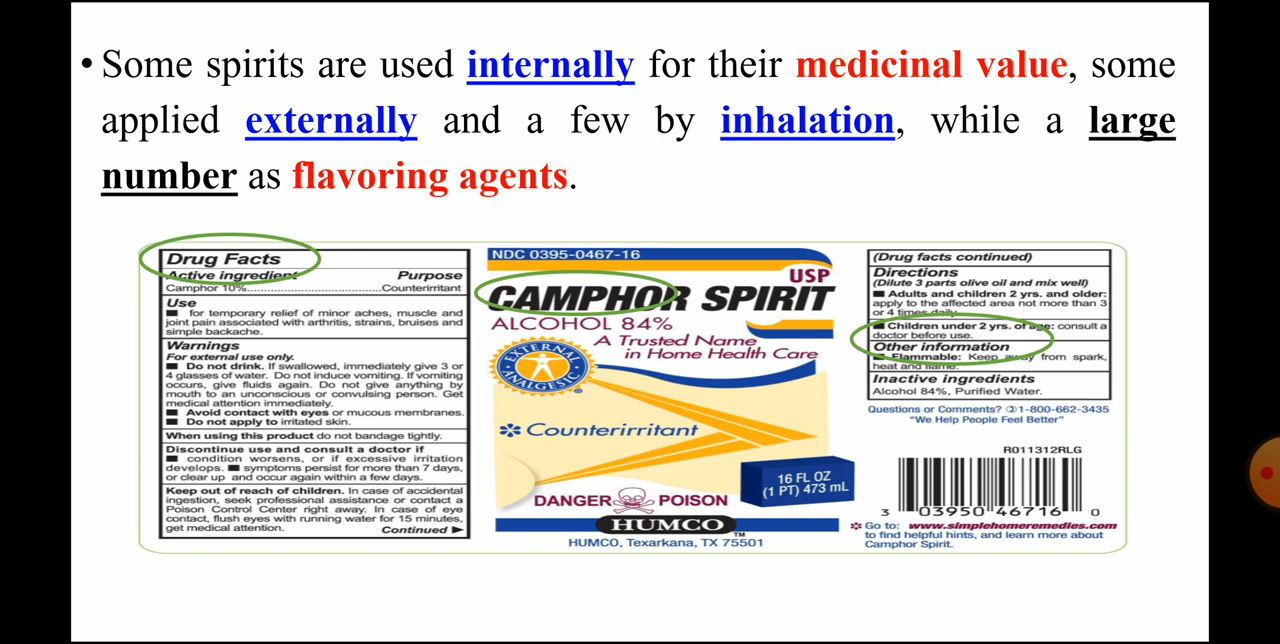 • Some spirits are used internally for their medicinal value, some
applied externally and a few by inhalation, while a large
number as flavoring agents.
Drug Facts
Active ingredient Purpose
Camphor 10%..............................Counterirritant
Use
■ for temporary relief of minor aches, muscle and
joint pain associated with arthritis, strains, bruises and
simple backache.
Warnings
For external use only.
■ Do not drink. If swallowed, immediately give 3 or
4 glasses of water. Do not induce vomiting. If vomiting
occurs, give fluids again. Do not give anything by
mouth to an unconscious or convulsing person. Get
medical attention immediately.
■ Avoid contact with eyes or mucous membranes.
■ Do not apply to irritated skin.
When using this product do not bandage tightly.
Discontinue use and consult a doctor if
■ condition worsens, or if excessive irritation
develops. ■ symptoms persist for more than 7 days,
or clear up and occur again within a few days.
Keep out of reach of children. In case of accidental
ingestion, seek professional assistance or contact a
Poison Control Center right away. In case of eye
contact, flush eyes with running water for 15 minutes,
get medical attention. Continued ▶
NDC 0395-0467-16
USP
CAMPHOR SPIRIT
ALCOHOL 84%
A Trusted Name
in Home Health Care
EXTERNAL
ANALGESIC
®
✻ Counterirritant
16 FL OZ
(1 PT) 473 mL
DANGER POISON
HUMCO
TM
HUMCO, Texarkana, TX 75501
(Drug facts continued)
Directions
(Dilute 3 parts olive oil and mix well)
■ Adults and children 2 yrs. and older:
apply to the affected area not more than 3
or 4 times daily.
■ Children under 2 yrs. of age: consult a
doctor before use.
Other information
■ Flammable: Keep away from spark,
heat and flame.
Inactive ingredients
Alcohol 84%, Purified Water.
Questions or Comments? ✆1-800-662-3435
"We Help People Feel Better"
R011312RLG
3 03950 46716 0
✻ Go to: www.simplehomeremedies.com
to find helpful hints, and learn more about
Camphor Spirit.